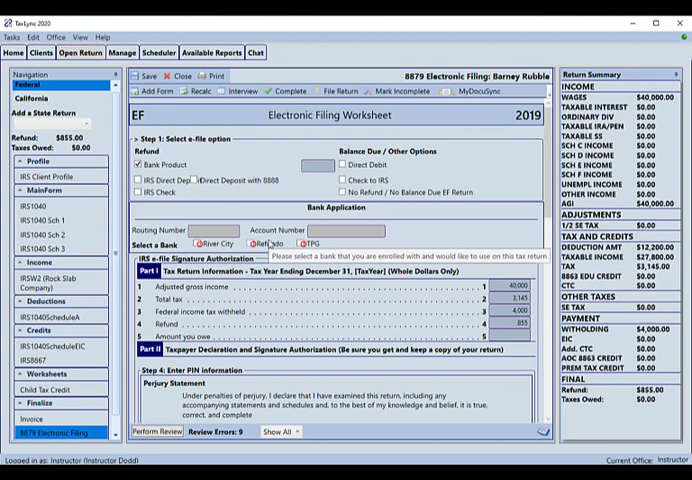 TaxSync 2020
Tasks Edit Office View Help
Home Clients Open Return Manage Scheduler Available Reports Chat
Navigation
Federal
California
Add a State Return
Refund: $855.00
Taxes Owed: $0.00
Profile
IRS Client Profile
MainForm
IRS1040
IRS1040 Sch 1
IRS1040 Sch 2
IRS1040 Sch 3
Income
IRSW2 (Rock Slab
Company)
Deductions
IRS1040ScheduleA
Credits
IRS1040ScheduleEIC
IRS8867
Worksheets
Child Tax Credit
Finalize
Invoice
8879 Electronic Filing
Save Close Print 8879 Electronic Filing: Barney Rubble
Add Form Recalc Interview Complete File Return Mark Incomplete MyDocuSync
EF Electronic Filing Worksheet 2019
> Step 1: Select e-file option
Refund Balance Due / Other Options
Bank Product Direct Debit
IRS Direct Dep Direct Deposit with 8888 Check to IRS
IRS Check No Refund / No Balance Due EF Return
Bank Application
Routing Number Account Number
Select a Bank River City Refundo TPG
Please select a bank that you are enrolled with and would like to use on this tax return
IRS e-file Signature Authorization
Part I Tax Return Information - Tax Year Ending December 31, [TaxYear] (Whole Dollars Only)
1 Adjusted gross income 1 40,000
2 Total tax 2 3,145
3 Federal income tax withheld 3 4,000
4 Refund 4 855
5 Amount you owe 5
Part II Taxpayer Declaration and Signature Authorization (Be sure you get and keep a copy of your return)
Step 4: Enter PIN information
Perjury Statement
Under penalties of perjury, I declare that I have examined this return, including any
accompanying statements and schedules and, to the best of my knowledge and belief, it is true,
correct, and complete
Perform Review Review Errors: 9 Show All
Return Summary
INCOME
WAGES $40,000.00
TAXABLE INTEREST $0.00
ORDINARY DIV $0.00
TAXABLE IRA/PEN $0.00
TAXABLE SS $0.00
SCH C INCOME $0.00
SCH D INCOME $0.00
SCH E INCOME $0.00
SCH F INCOME $0.00
UNEMPL INCOME $0.00
OTHER INCOME $0.00
AGI $40,000.00
ADJUSTMENTS
1/2 SE TAX $0.00
TAX AND CREDITS
DEDUCTION AMT $12,200.00
TAXABLE INCOME $27,800.00
TAX $3,145.00
8863 EDU CREDIT $0.00
CTC $0.00
OTHER TAXES
SE TAX $0.00
PAYMENT
WITHOLDING $4,000.00
EIC $0.00
Add. CTC $0.00
AOC 8863 CREDIT $0.00
PREM TAX CREDIT $0.00
FINAL
Refund: $855.00
Taxes Owed: $0.00
Logged in as: Instructor (Instructor Dodd) Current Office: Instructor